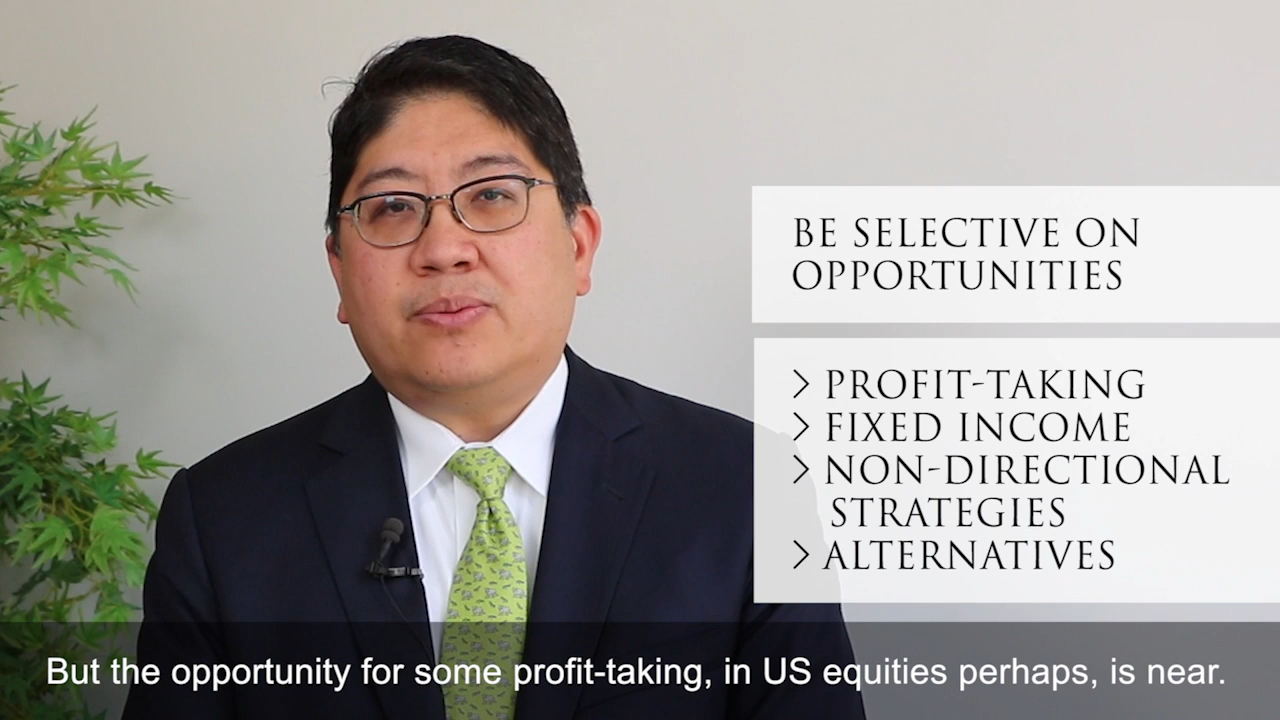 BE SELECTIVE ON
OPPORTUNITIES
> PROFIT-TAKING
> FIXED INCOME
> NON-DIRECTIONAL
STRATEGIES
> ALTERNATIVES
But the opportunity for some profit-taking, in US equities perhaps, is near.